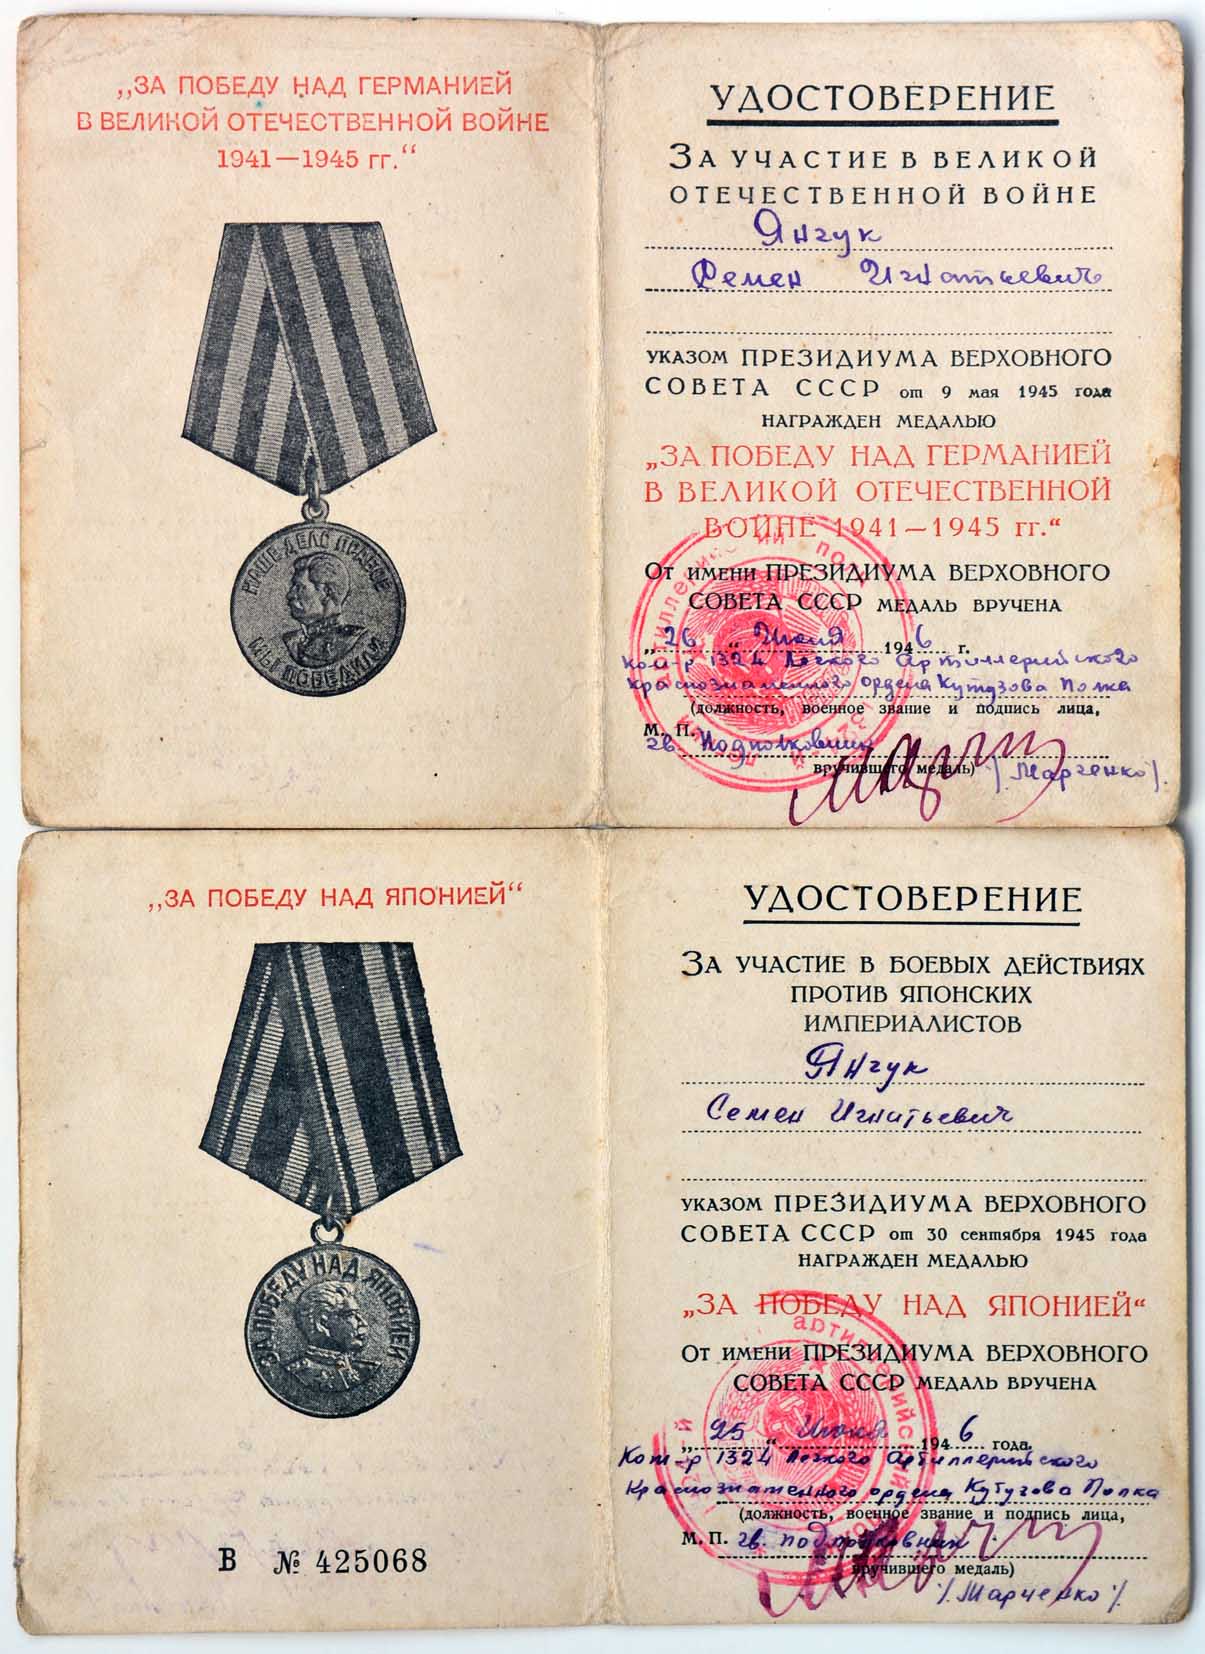 „ЗА ПОБЕДУ НАД ГЕРМАНИЕЙ
В ВЕЛИКОЙ ОТЕЧЕСТВЕННОЙ ВОЙНЕ
1941—1945 гг.“
НАШЕ ДЕЛО ПРАВОЕ
МЫ ПОБЕДИЛИ
УДОСТОВЕРЕНИЕ
ЗА УЧАСТИЕ В ВЕЛИКОЙ
ОТЕЧЕСТВЕННОЙ ВОЙНЕ
Янчук
Семен Игнатьевич
УКАЗОМ ПРЕЗИДИУМА ВЕРХОВНОГО
СОВЕТА СССР от 9 мая 1945 года
НАГРАЖДЕН МЕДАЛЬЮ
„ЗА ПОБЕДУ НАД ГЕРМАНИЕЙ
В ВЕЛИКОЙ ОТЕЧЕСТВЕННОЙ
ВОЙНЕ 1941—1945 гг.“
ОТ ИМЕНИ ПРЕЗИДИУМА ВЕРХОВНОГО
СОВЕТА СССР МЕДАЛЬ ВРУЧЕНА
„26“ Июня 1946 г.
Ком-р 1324 Легкого Артиллерийского
Краснознаменного ордена Кутузова Полка
(должность, военное звание и подпись лица,
М. П. гв. Подполковник
вручившего медаль) /Марченко/.
„ЗА ПОБЕДУ НАД ЯПОНИЕЙ“
ЗА ПОБЕДУ НАД ЯПОНИЕЙ
В № 425068
УДОСТОВЕРЕНИЕ
ЗА УЧАСТИЕ В БОЕВЫХ ДЕЙСТВИЯХ
ПРОТИВ ЯПОНСКИХ
ИМПЕРИАЛИСТОВ
Янчук
Семен Игнатьевич
УКАЗОМ ПРЕЗИДИУМА ВЕРХОВНОГО
СОВЕТА СССР от 30 сентября 1945 года
НАГРАЖДЕН МЕДАЛЬЮ
„ЗА ПОБЕДУ НАД ЯПОНИЕЙ“
ОТ ИМЕНИ ПРЕЗИДИУМА ВЕРХОВНОГО
СОВЕТА СССР МЕДАЛЬ ВРУЧЕНА
„25“ Июня 1946 года.
Ком-р 1324 Легкого Артиллерийского
Краснознаменного ордена Кутузова Полка
(должность, военное звание и подпись лица,
М. П. гв. подполковник
вручившего медаль)
/Марченко/.